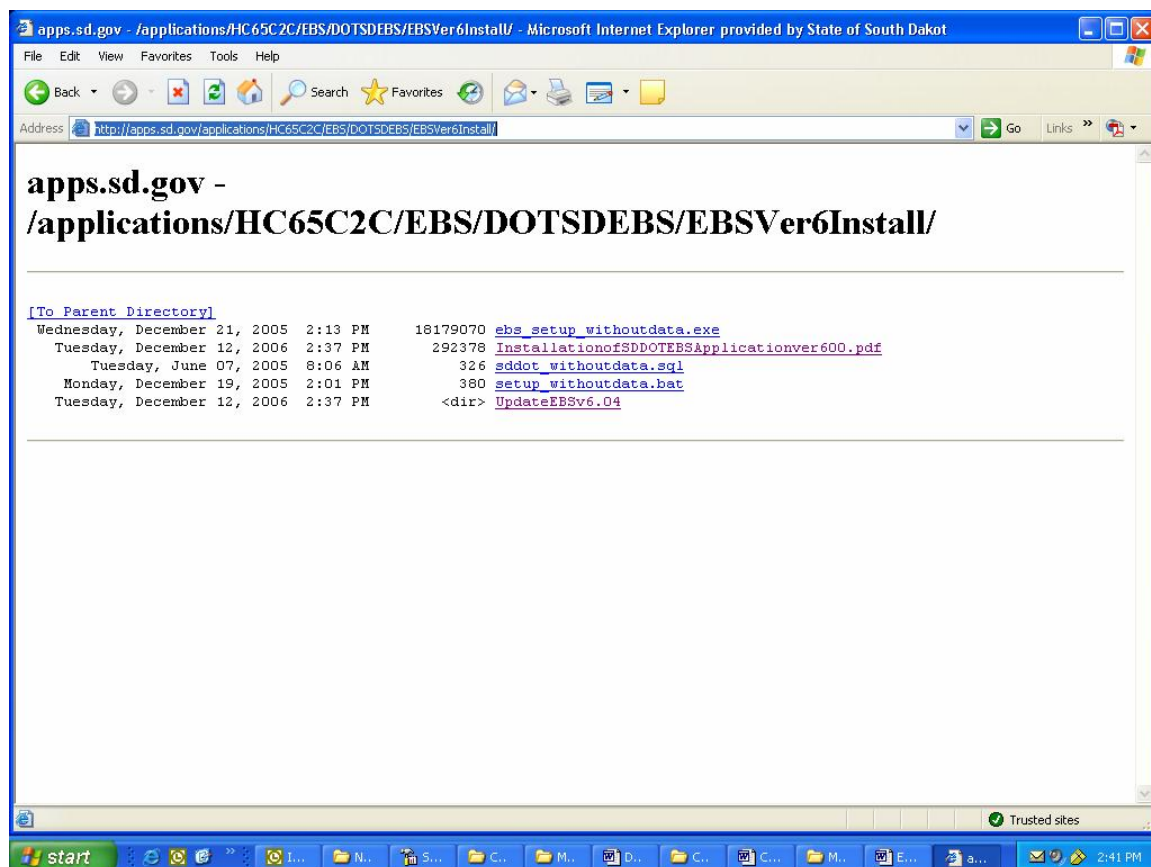 apps.sd.gov - /applications/HC65C2C/EBS/DOTSDEBS/EBSVer6Install/ - Microsoft Internet Explorer provided by State of South Dakot
File Edit View Favorites Tools Help
Back Search Favorites
Address http://apps.sd.gov/applications/HC65C2C/EBS/DOTSDEBS/EBSVer6Install/ Go Links »
apps.sd.gov -
/applications/HC65C2C/EBS/DOTSDEBS/EBSVer6Install/
[To Parent Directory]
Wednesday, December 21, 2005 2:13 PM 18179070 ebs_setup_withoutdata.exe
Tuesday, December 12, 2006 2:37 PM 292378 InstallationofSDDOTEBSApplicationver600.pdf
Tuesday, June 07, 2005 8:06 AM 326 sddot_withoutdata.sql
Monday, December 19, 2005 2:01 PM 380 setup_withoutdata.bat
Tuesday, December 12, 2006 2:37 PM <dir> UpdateEBSv6.04
Trusted sites
start » I... N.. S... C.. M.. D.. C.. C... M.. E... a... 2:41 PM